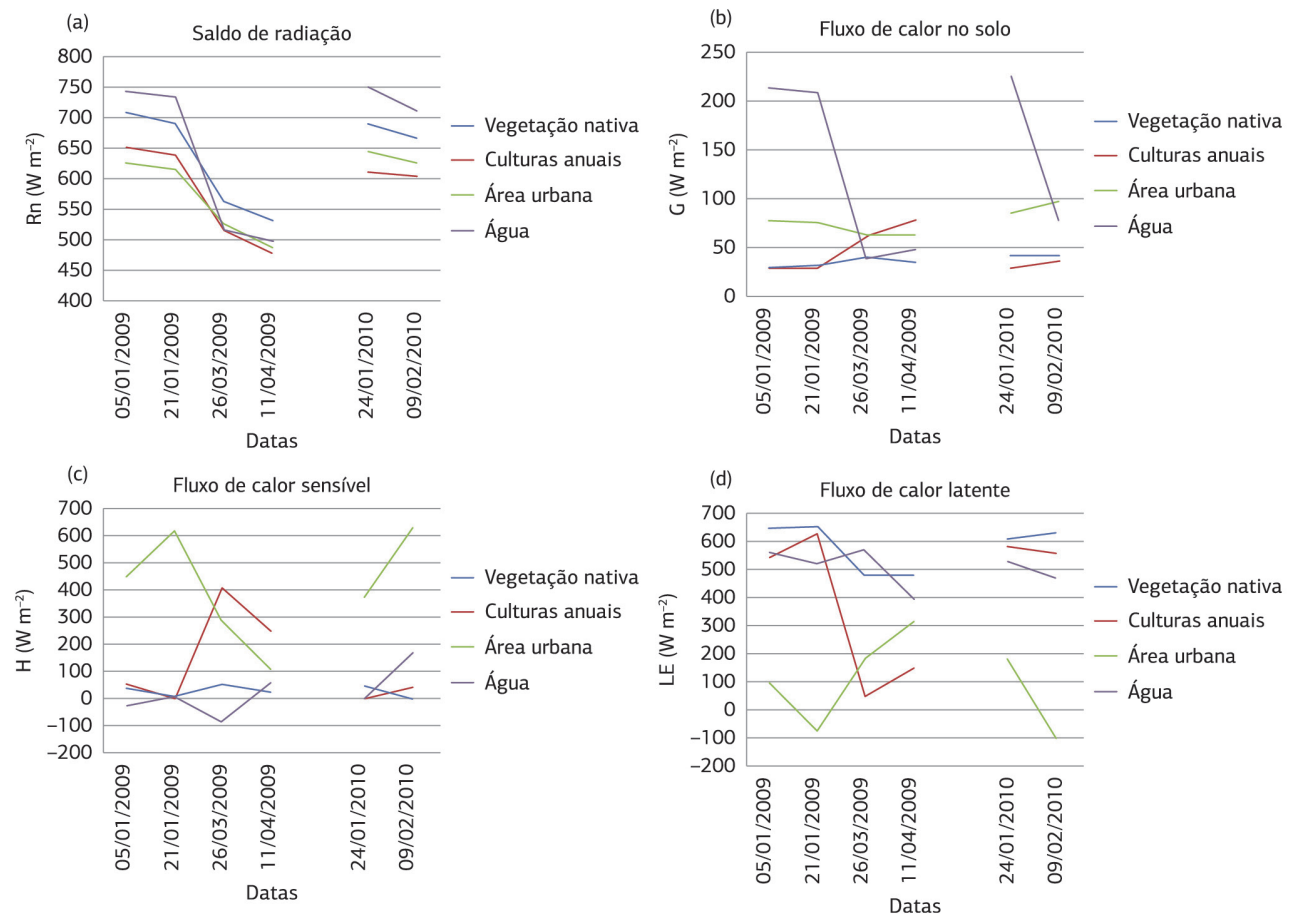 (a)
Saldo de radiação
800
750
700
650
600
550
500
450
400
Rn (W m⁻²)
05/01/2009
21/01/2009
26/03/2009
11/04/2009
24/01/2010
09/02/2010
Datas
Vegetação nativa
Culturas anuais
Área urbana
Água
(b)
Fluxo de calor no solo
250
200
150
100
50
0
G (W m⁻²)
05/01/2009
21/01/2009
26/03/2009
11/04/2009
24/01/2010
09/02/2010
Datas
Vegetação nativa
Culturas anuais
Área urbana
Água
(c)
Fluxo de calor sensível
700
600
500
400
300
200
100
0
–100
–200
H (W m⁻²)
05/01/2009
21/01/2009
26/03/2009
11/04/2009
24/01/2010
09/02/2010
Datas
Vegetação nativa
Culturas anuais
Área urbana
Água
(d)
Fluxo de calor latente
700
600
500
400
300
200
100
0
–100
–200
LE (W m⁻²)
05/01/2009
21/01/2009
26/03/2009
11/04/2009
24/01/2010
09/02/2010
Datas
Vegetação nativa
Culturas anuais
Área urbana
Água